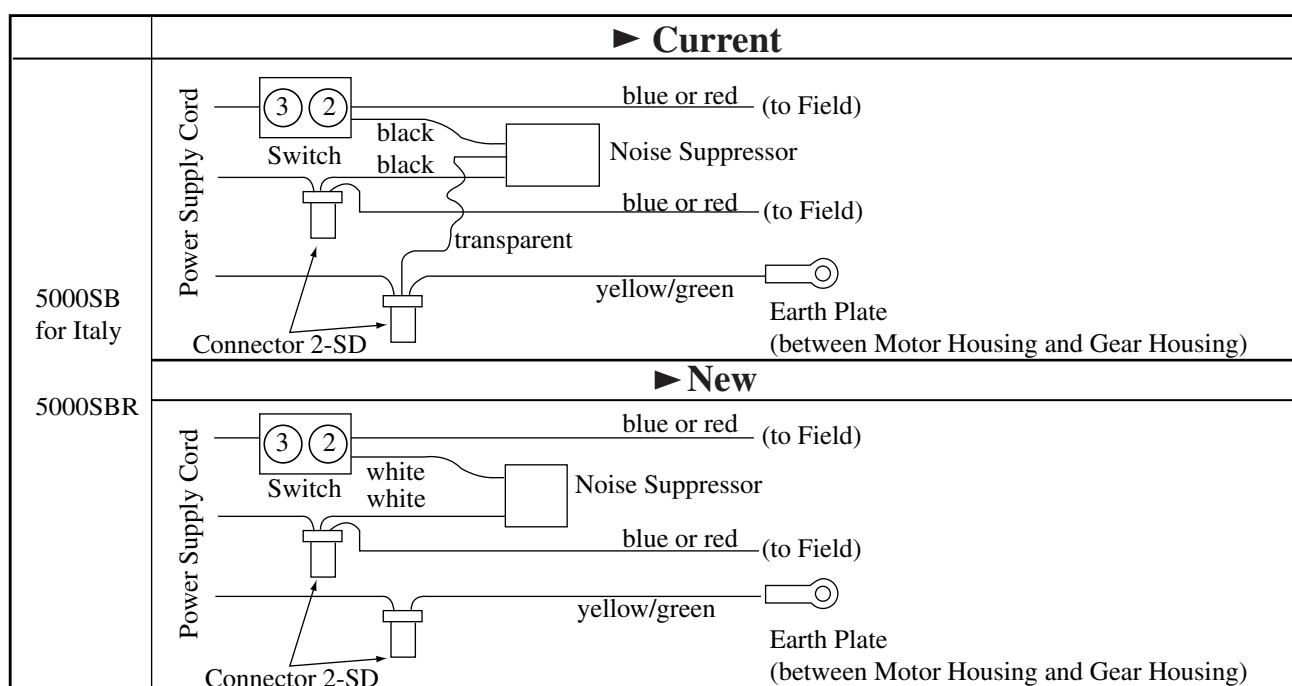 ► Current
5000SB
for Italy
5000SBR
Power Supply Cord
3 2
Switch
blue or red (to Field)
black
black
Noise Suppressor
blue or red (to Field)
transparent
yellow/green
Connector 2-SD
Earth Plate
(between Motor Housing and Gear Housing)
► New
Power Supply Cord
3 2
Switch
blue or red (to Field)
white
white
Noise Suppressor
blue or red (to Field)
yellow/green
Connector 2-SD
Earth Plate
(between Motor Housing and Gear Housing)